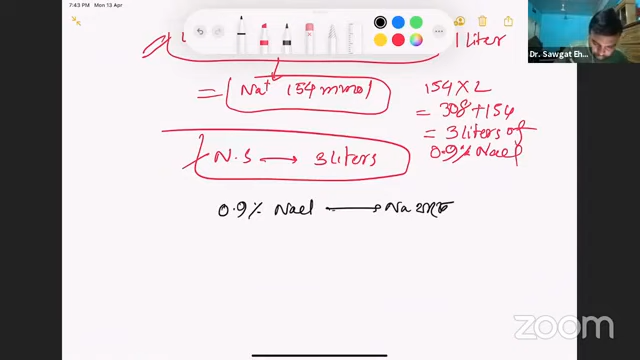 7:43 PM Mon 13 Apr
Dr. Sawgat Eh...
1 liter
= Na+ 154 mmol
154 X 2
= 308 + 154
= 3 liters of
0.9% Nacl
N.S → 3 liters
0.9% Nacl → Na
zoom